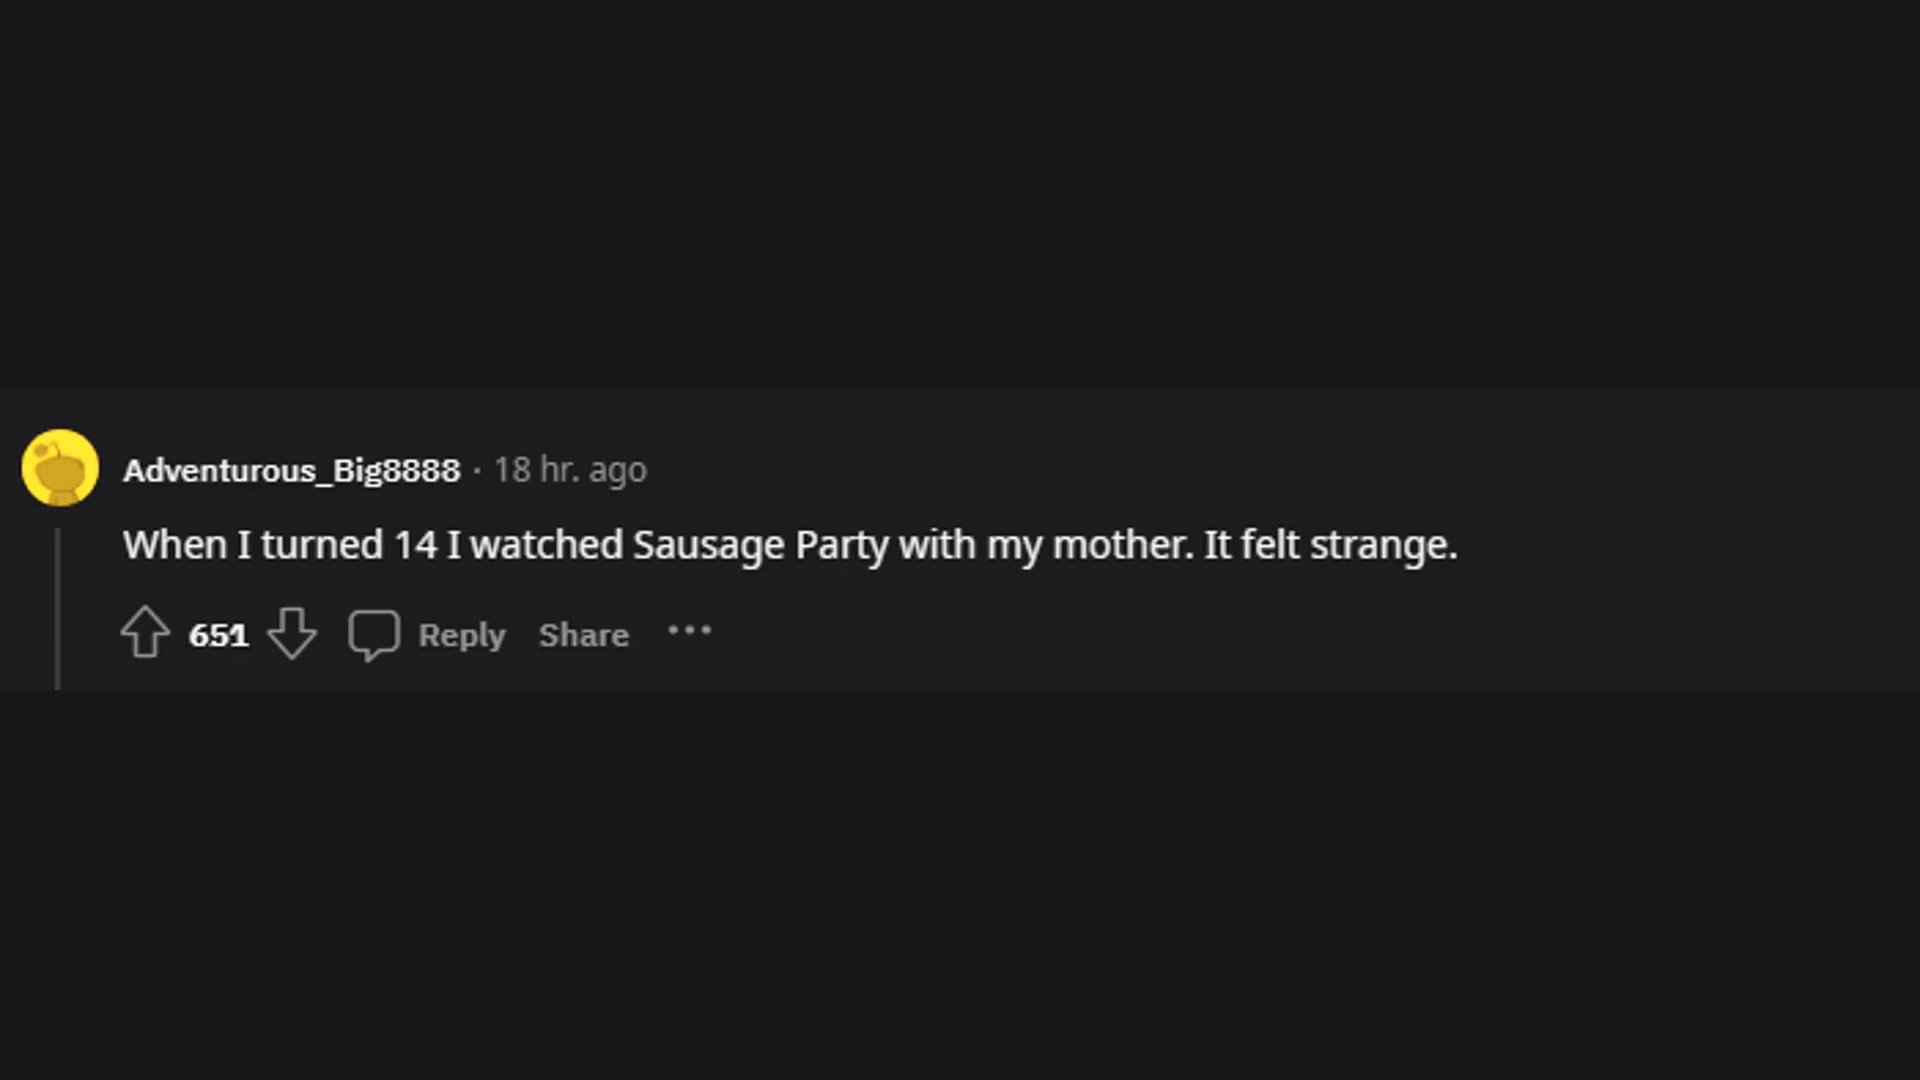 Adventurous_Big8888 · 18 hr. ago
When I turned 14 I watched Sausage Party with my mother. It felt strange.
651 Reply Share ...